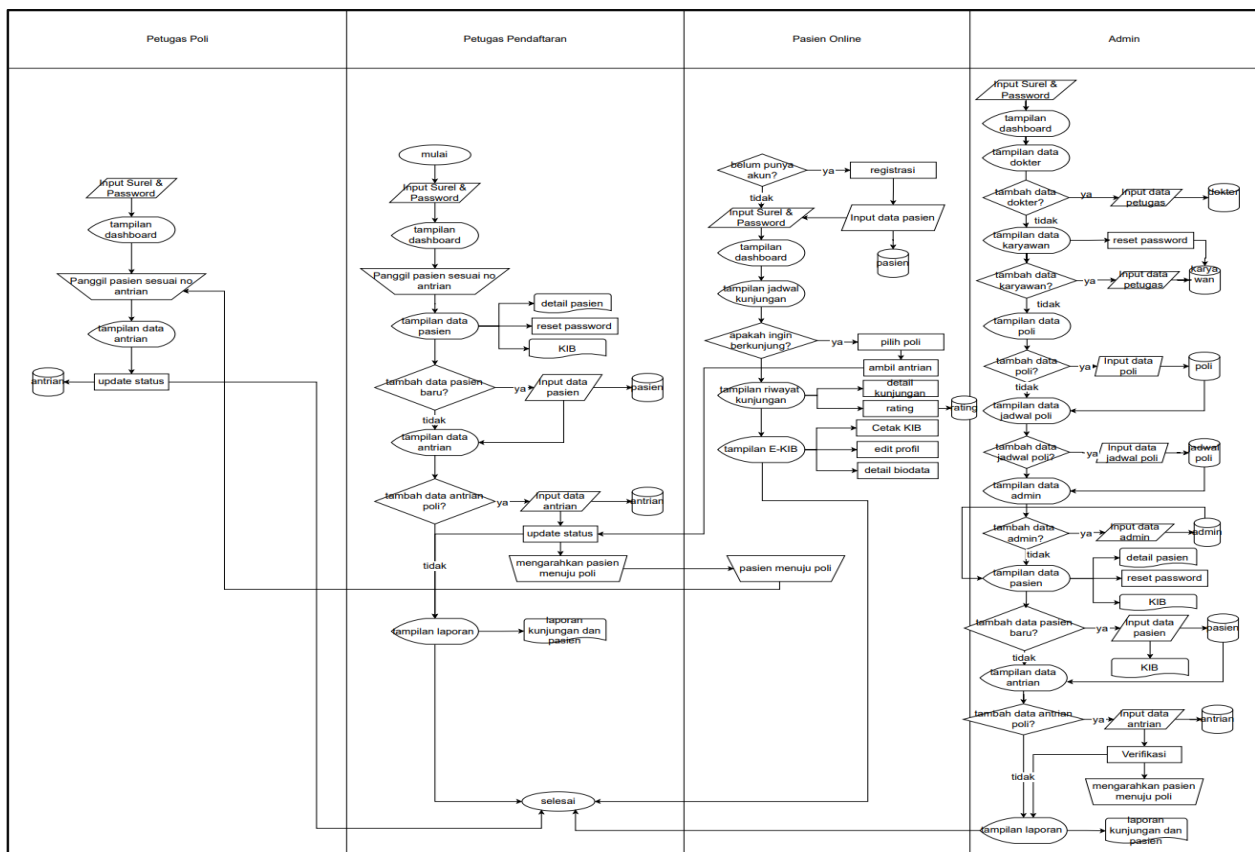 Petugas Poli
Petugas Pendaftaran
Pasien Online
Admin
Input Surel &
Password
tampilan
dashboard
Panggil pasien sesuai no
antrian
tampilan data
antrian
update status
antrian
mulai
Input Surel &
Password
tampilan
dashboard
Panggil pasien sesuai no
antrian
tampilan data
pasien
detail pasien
reset password
KIB
tambah data pasien
baru?
ya
Input data
pasien
pasien
tidak
tampilan data
antrian
tambah data antrian
poli?
ya
Input data
antrian
antrian
update status
mengarahkan pasien
menuju poli
tidak
tampilan laporan
laporan
kunjungan dan
pasien
selesai
belum punya
akun?
ya
registrasi
tidak
Input Surel &
Password
Input data pasien
pasien
tampilan
dashboard
tampilan jadwal
kunjungan
apakah ingin
berkunjung?
ya
pilih poli
ambil antrian
tampilan riwayat
kunjungan
detail
kunjungan
rating
rating
tampilan E-KIB
Cetak KIB
edit profil
detail biodata
pasien menuju poli
Input Surel &
Password
tampilan
dashboard
tampilan data
dokter
tambah data
dokter?
ya
Input data
petugas
dokter
tidak
tampilan data
karyawan
reset password
tambah data
karyawan?
ya
Input data
petugas
karya
wan
tidak
tampilan data
poli
tambah data
poli?
ya
Input data
poli
poli
tidak
tampilan data
jadwal poli
tambah data
jadwal poli?
ya
Input data
jadwal poli
jadwal
poli
tampilan data
admin
tambah data
admin?
ya
Input data
admin
admin
tidak
tampilan data
pasien
detail pasien
reset password
KIB
tambah data pasien
baru?
ya
Input data
pasien
pasien
KIB
tidak
tampilan data
antrian
tambah data antrian
poli?
ya
Input data
antrian
antrian
Verifikasi
mengarahkan pasien
menuju poli
tidak
tampilan laporan
laporan
kunjungan dan
pasien